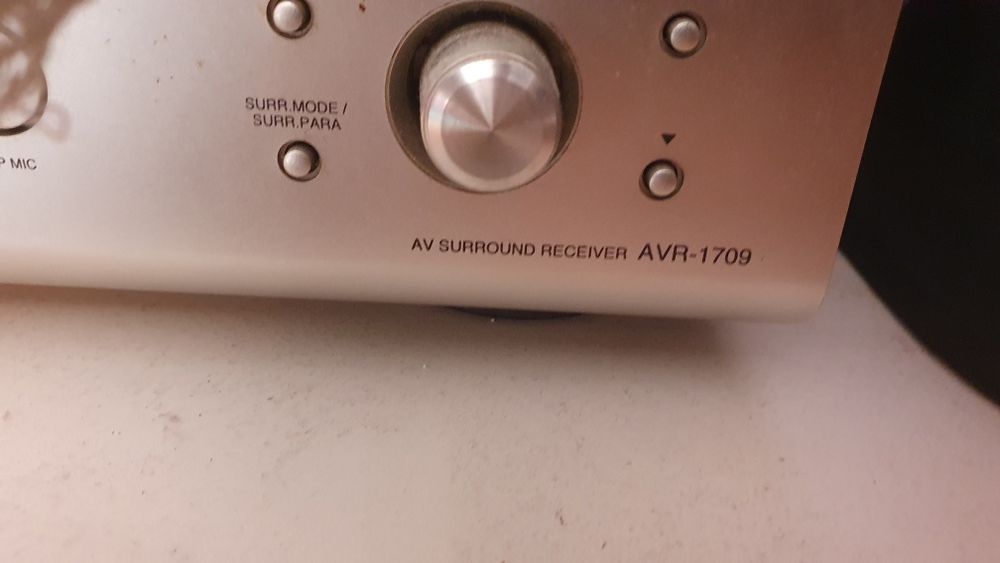 SURR.MODE /
SURR.PARA
P MIC
AV SURROUND RECEIVER AVR-1709